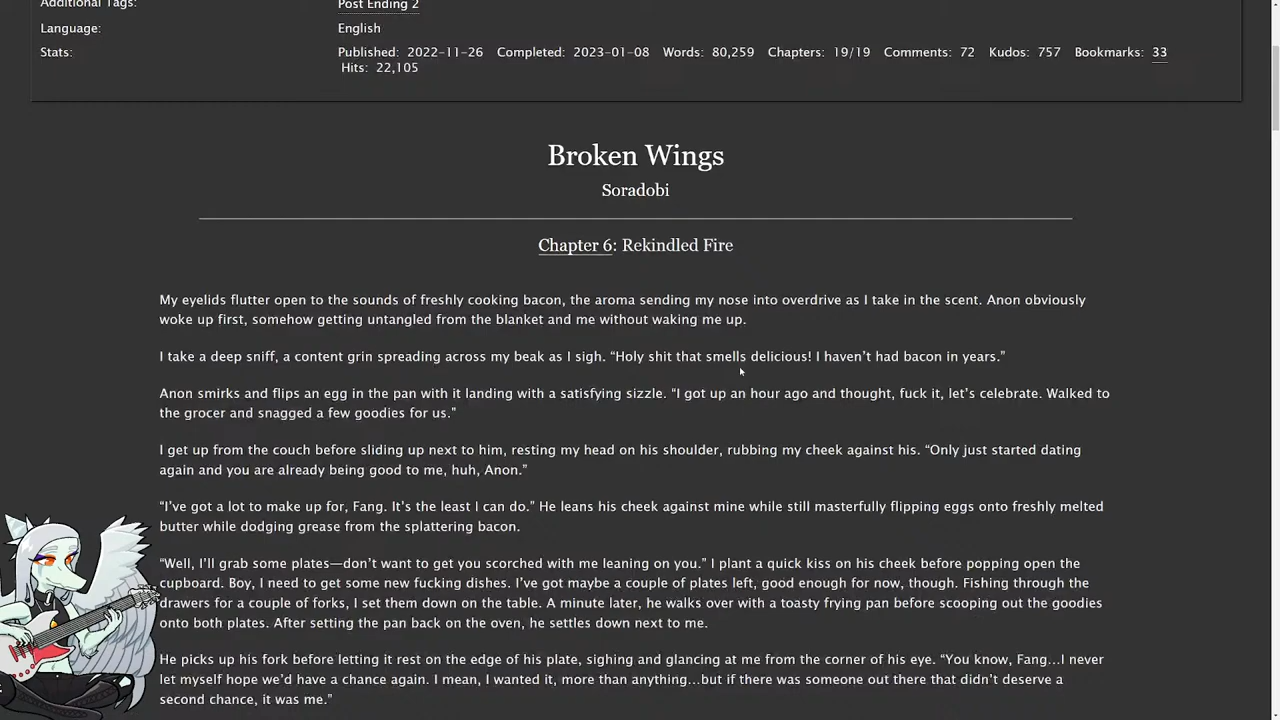 Additional Tags: Post Ending 2
Language: English
Stats: Published: 2022-11-26 Completed: 2023-01-08 Words: 80,259 Chapters: 19/19 Comments: 72 Kudos: 757 Bookmarks: 33
Hits: 22,105
Broken Wings
Soradobi
Chapter 6: Rekindled Fire
My eyelids flutter open to the sounds of freshly cooking bacon, the aroma sending my nose into overdrive as I take in the scent. Anon obviously
woke up first, somehow getting untangled from the blanket and me without waking me up.
I take a deep sniff, a content grin spreading across my beak as I sigh. “Holy shit that smells delicious! I haven’t had bacon in years.”
Anon smirks and flips an egg in the pan with it landing with a satisfying sizzle. “I got up an hour ago and thought, fuck it, let’s celebrate. Walked to
the grocer and snagged a few goodies for us.”
I get up from the couch before sliding up next to him, resting my head on his shoulder, rubbing my cheek against his. “Only just started dating
again and you are already being good to me, huh, Anon.”
“I’ve got a lot to make up for, Fang. It’s the least I can do.” He leans his cheek against mine while still masterfully flipping eggs onto freshly melted
butter while dodging grease from the splattering bacon.
“Well, I’ll grab some plates—don’t want to get you scorched with me leaning on you.” I plant a quick kiss on his cheek before popping open the
cupboard. Boy, I need to get some new fucking dishes. I’ve got maybe a couple of plates left, good enough for now, though. Fishing through the
drawers for a couple of forks, I set them down on the table. A minute later, he walks over with a toasty frying pan before scooping out the goodies
onto both plates. After setting the pan back on the oven, he settles down next to me.
He picks up his fork before letting it rest on the edge of his plate, sighing and glancing at me from the corner of his eye. “You know, Fang…I never
let myself hope we’d have a chance again. I mean, I wanted it, more than anything…but if there was someone out there that didn’t deserve a
second chance, it was me.”